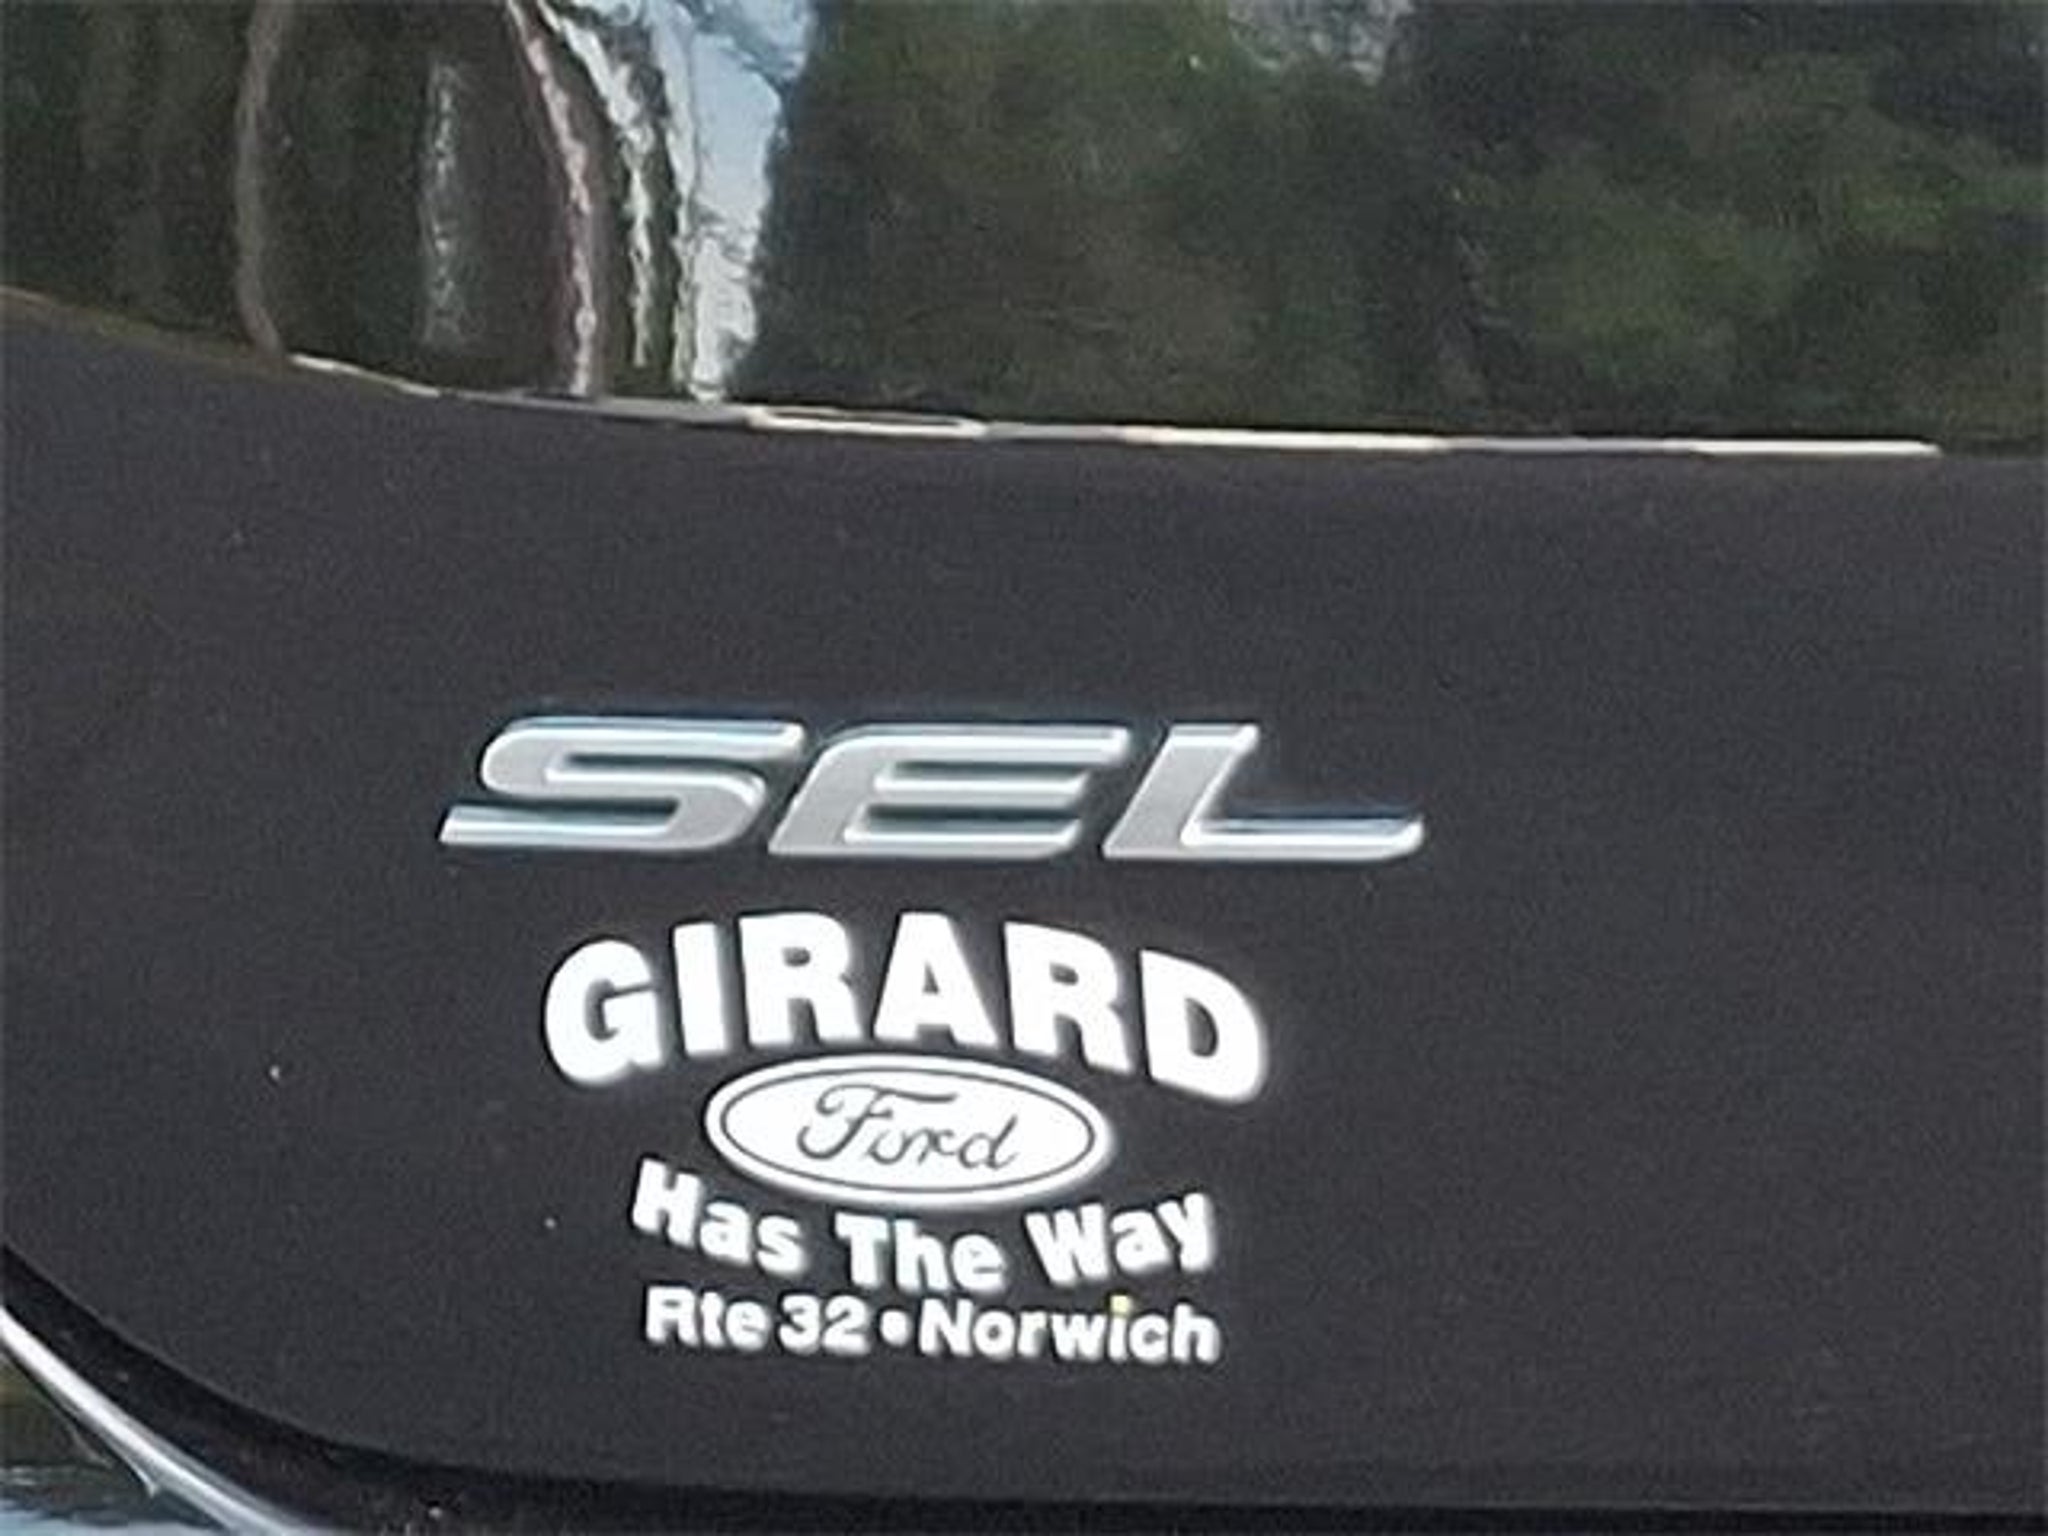 SEL
GIRARD
Ford
Has The Way
Rte 32 • Norwich